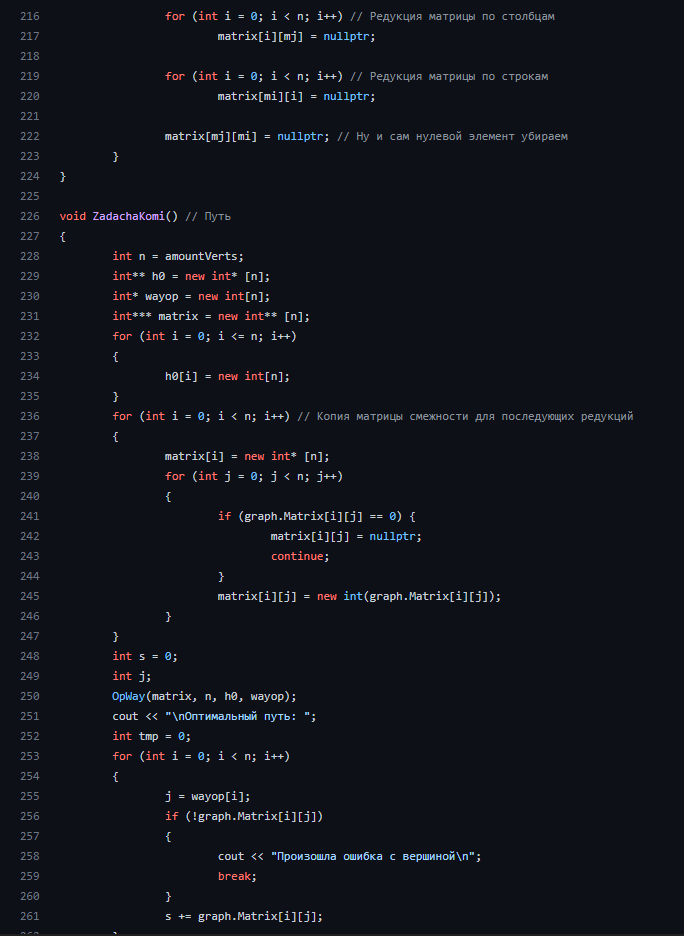 216 for (int i = 0; i < n; i++) // Редукция матрицы по столбцам
217 matrix[i][mj] = nullptr;
218
219 for (int i = 0; i < n; i++) // Редукция матрицы по строкам
220 matrix[mi][i] = nullptr;
221
222 matrix[mj][mi] = nullptr; // Ну и сам нулевой элемент убираем
223 }
224 }
225
226 void ZadachaKomi() // Путь
227 {
228 int n = amountVerts;
229 int** h0 = new int* [n];
230 int* wayop = new int[n];
231 int*** matrix = new int** [n];
232 for (int i = 0; i <= n; i++)
233 {
234 h0[i] = new int[n];
235 }
236 for (int i = 0; i < n; i++) // Копия матрицы смежности для последующих редукций
237 {
238 matrix[i] = new int* [n];
239 for (int j = 0; j < n; j++)
240 {
241 if (graph.Matrix[i][j] == 0) {
242 matrix[i][j] = nullptr;
243 continue;
244 }
245 matrix[i][j] = new int(graph.Matrix[i][j]);
246 }
247 }
248 int s = 0;
249 int j;
250 OpWay(matrix, n, h0, wayop);
251 cout << "\nОптимальный путь: ";
252 int tmp = 0;
253 for (int i = 0; i < n; i++)
254 {
255 j = wayop[i];
256 if (!graph.Matrix[i][j])
257 {
258 cout << "Произошла ошибка с вершиной\n";
259 break;
260 }
261 s += graph.Matrix[i][j];